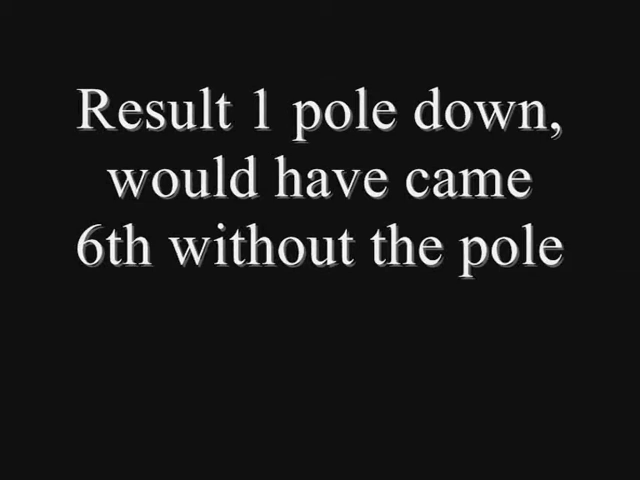 Result 1 pole down,
would have came
6th without the pole